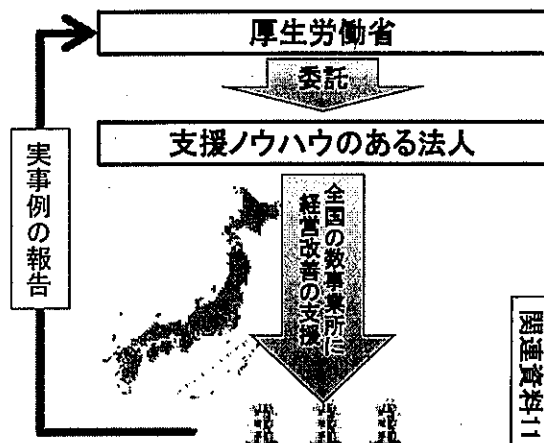 厚生労働省
委託
支援ノウハウのある法人
実事例の報告
全国の数事業所に
経営改善の支援
関連資料11